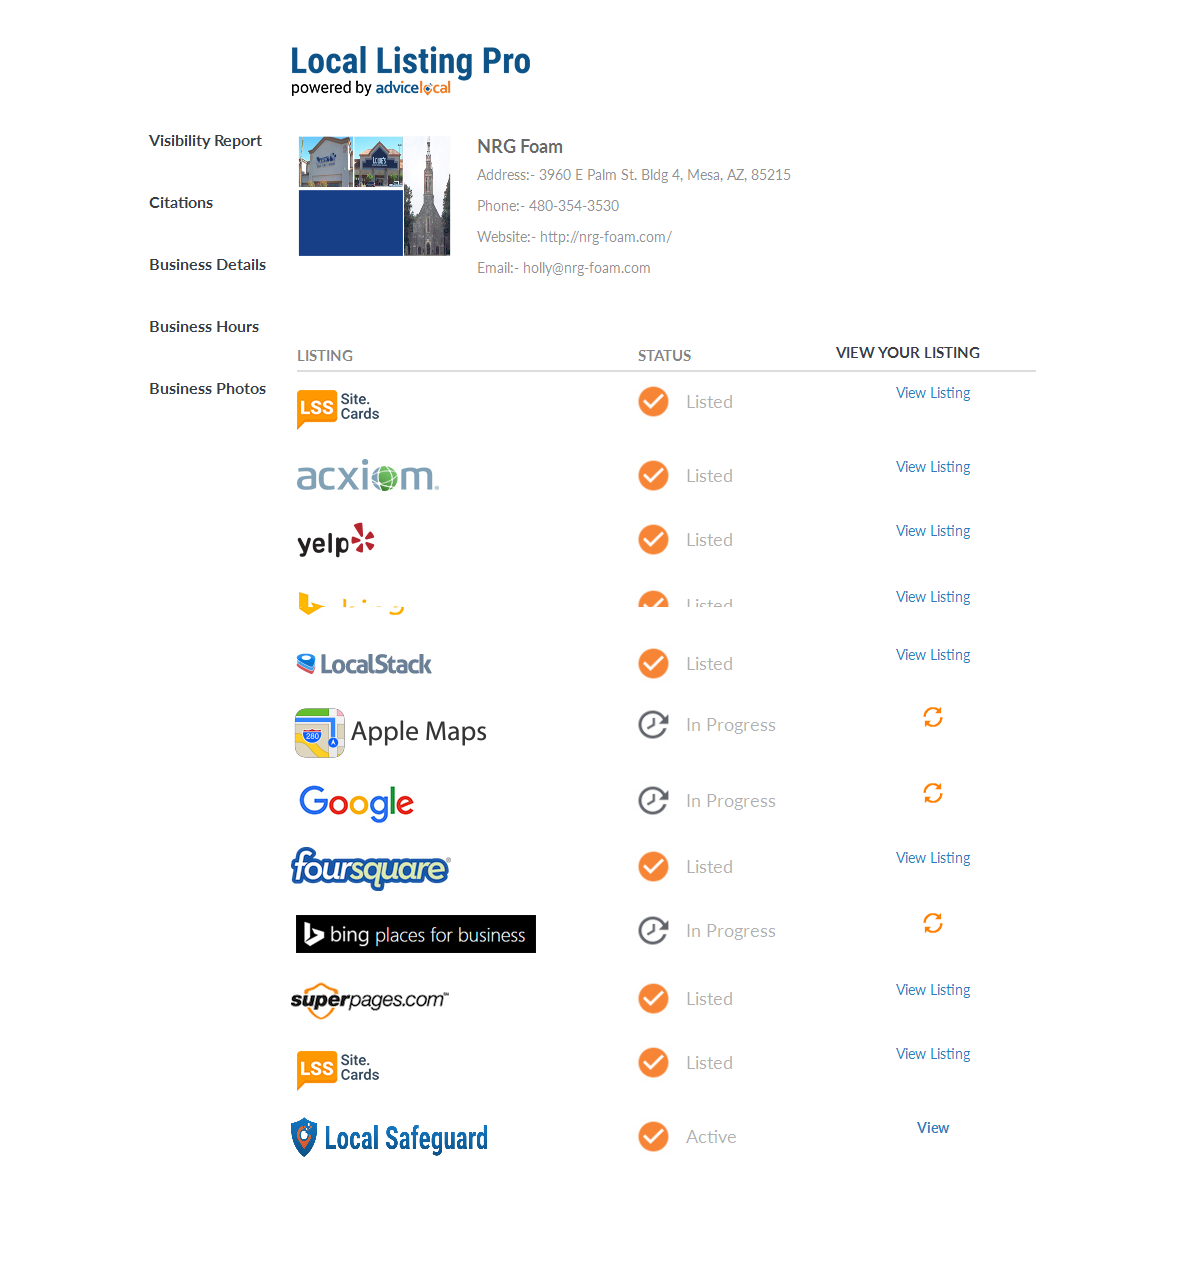 Local Listing Pro
powered by advicelocal
Visibility Report
Citations
Business Details
Business Hours
Business Photos
NRG Foam
Address:- 3960 E Palm St. Bldg 4, Mesa, AZ, 85215
Phone:- 480-354-3530
Website:- http://nrg-foam.com/
Email:- holly@nrg-foam.com
LISTING STATUS VIEW YOUR LISTING
LSS Site. Cards Listed View Listing
acxiom Listed View Listing
yelp Listed View Listing
bing Listed View Listing
LocalStack Listed View Listing
280 Apple Maps In Progress
Google In Progress
foursquare® Listed View Listing
bing places for business In Progress
superpages.com™ Listed View Listing
LSS Site. Cards Listed View Listing
Local Safeguard Active View